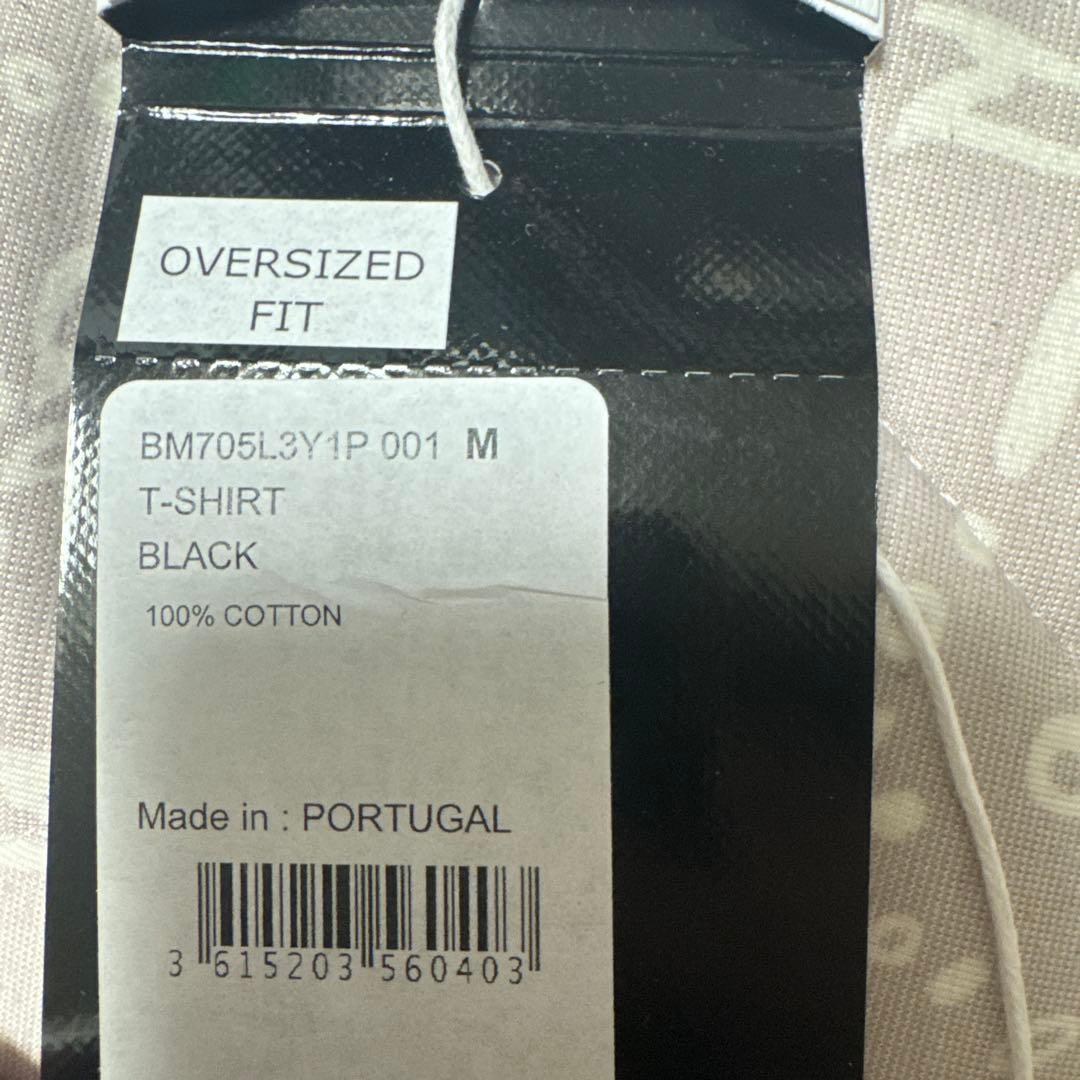 OVERSIZED
FIT
BM705L3Y1P 001 M
T-SHIRT
BLACK
100% COTTON
Made in : PORTUGAL
3 615203 560403